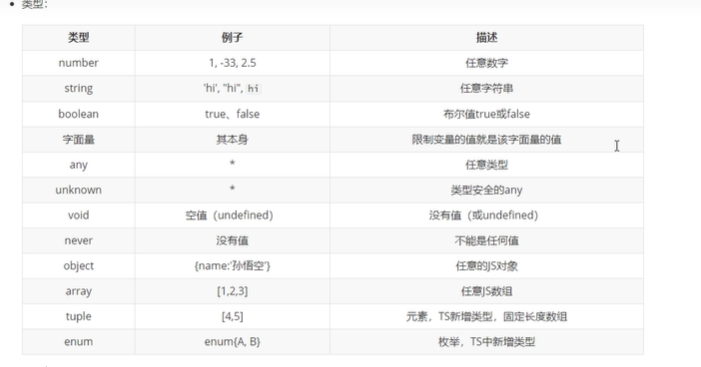 类型：
类型 例子 描述
number 1, -33, 2.5 任意数字
string 'hi', "hi", hi 任意字符串
boolean true、false 布尔值true或false
字面量 其本身 限制变量的值就是该字面量的值
any * 任意类型
unknown * 类型安全的any
void 空值（undefined） 没有值（或undefined）
never 没有值 不能是任何值
object {name:'孙悟空'} 任意的JS对象
array [1,2,3] 任意JS数组
tuple [4,5] 元素，TS新增类型，固定长度数组
enum enum{A, B} 枚举，TS中新增类型